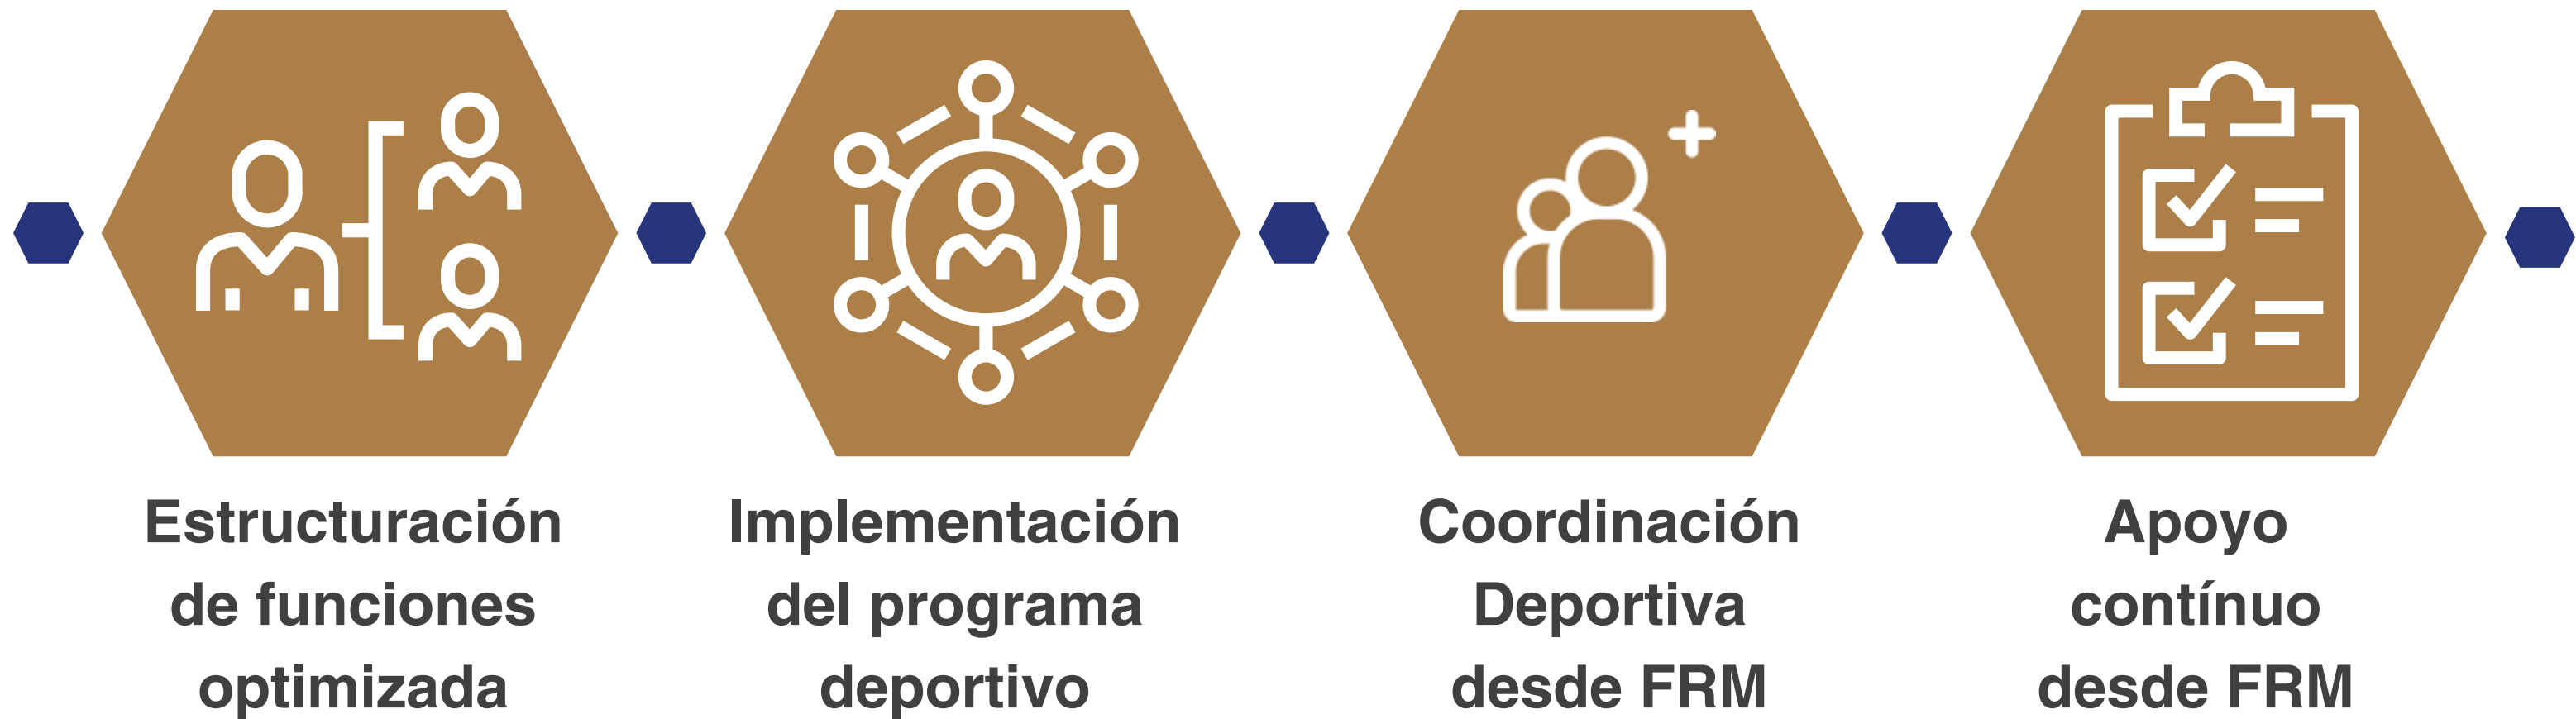 Estructuración
de funciones
optimizada
Implementación
del programa
deportivo
Coordinación
Deportiva
desde FRM
Apoyo
contínuo
desde FRM